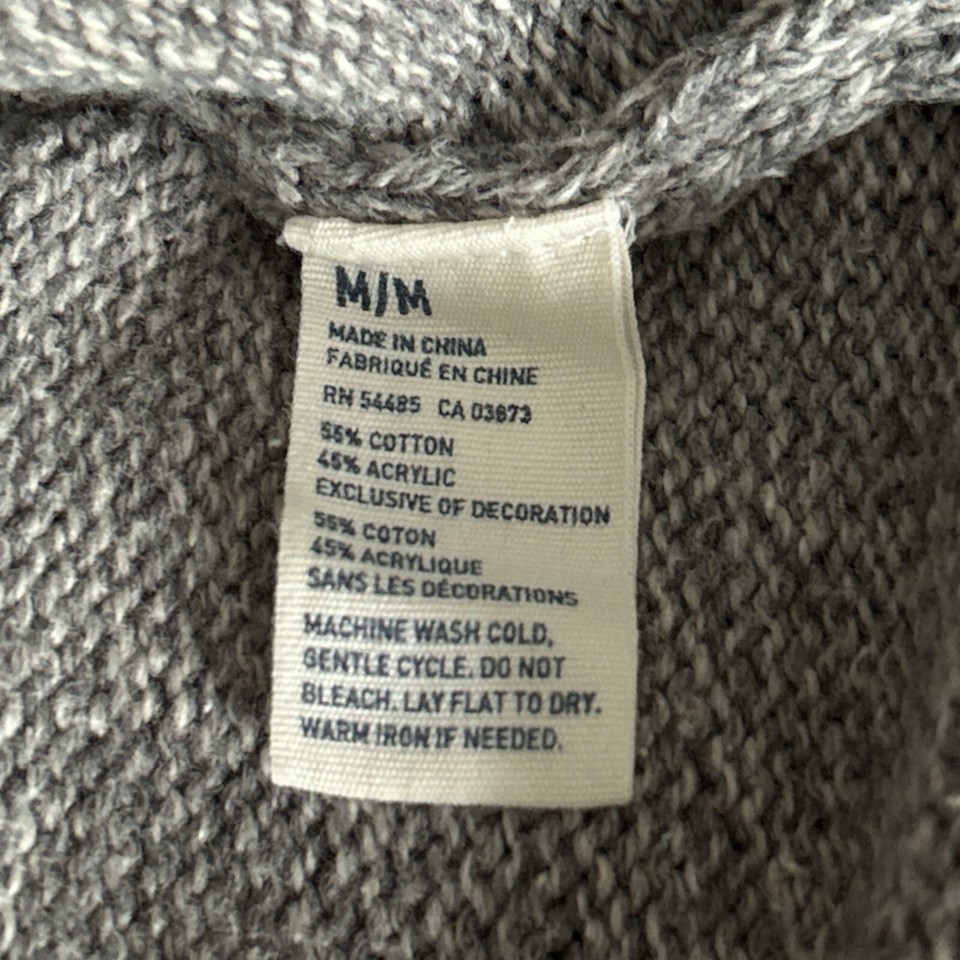 M/M
MADE IN CHINA
FABRIQUÉ EN CHINE
RN 54485 CA 03673
55% COTTON
45% ACRYLIC
EXCLUSIVE OF DECORATION
55% COTON
45% ACRYLIQUE
SANS LES DÉCORATIONS
MACHINE WASH COLD,
GENTLE CYCLE. DO NOT
BLEACH. LAY FLAT TO DRY.
WARM IRON IF NEEDED.